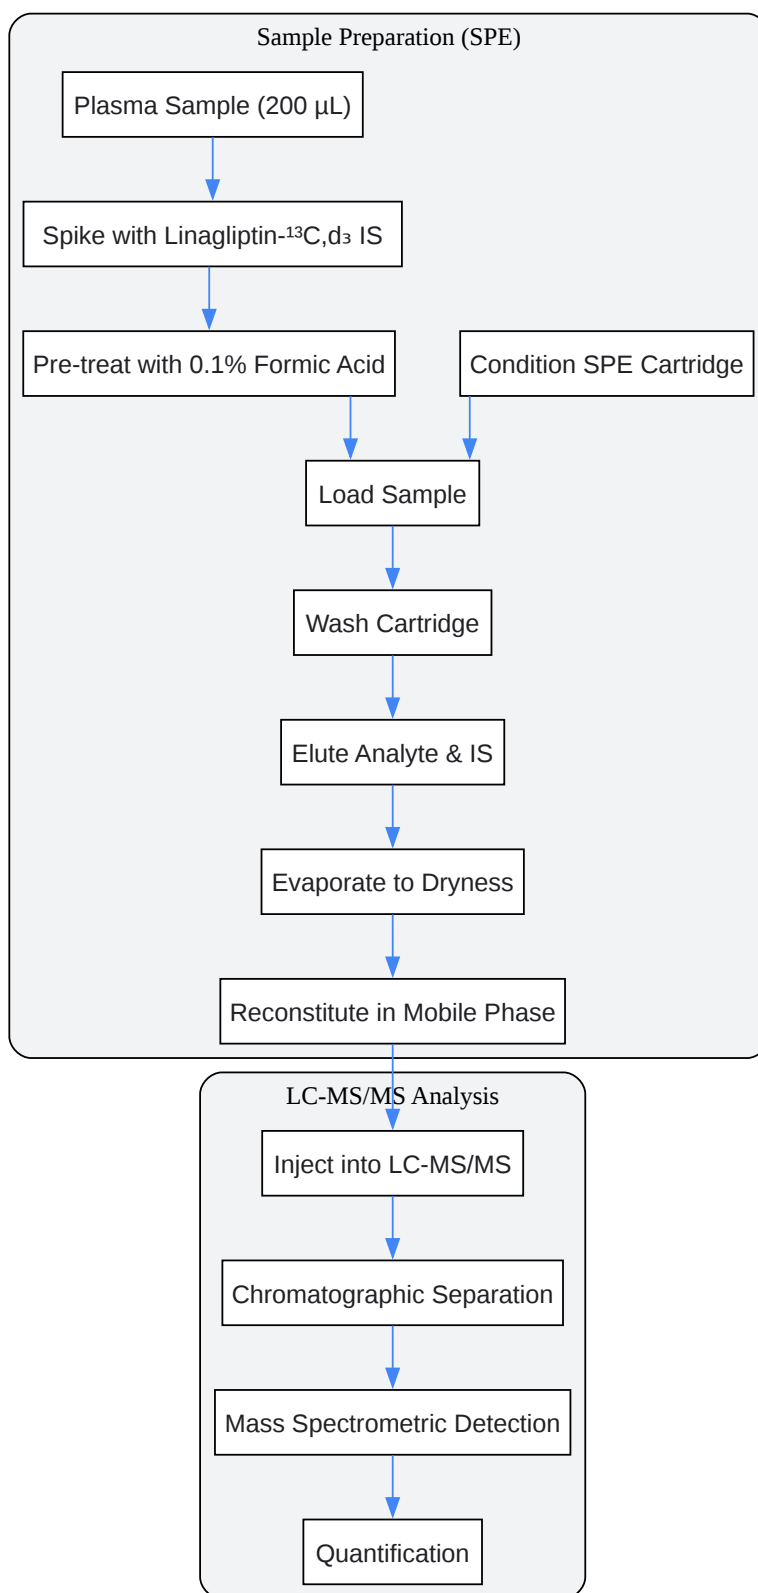 Sample Preparation (SPE)
Plasma Sample (200 µL)
Spike with Linagliptin-¹³C,d₃ IS
Pre-treat with 0.1% Formic Acid
Condition SPE Cartridge
Load Sample
Wash Cartridge
Elute Analyte & IS
Evaporate to Dryness
Reconstitute in Mobile Phase
LC-MS/MS Analysis
Inject into LC-MS/MS
Chromatographic Separation
Mass Spectrometric Detection
Quantification